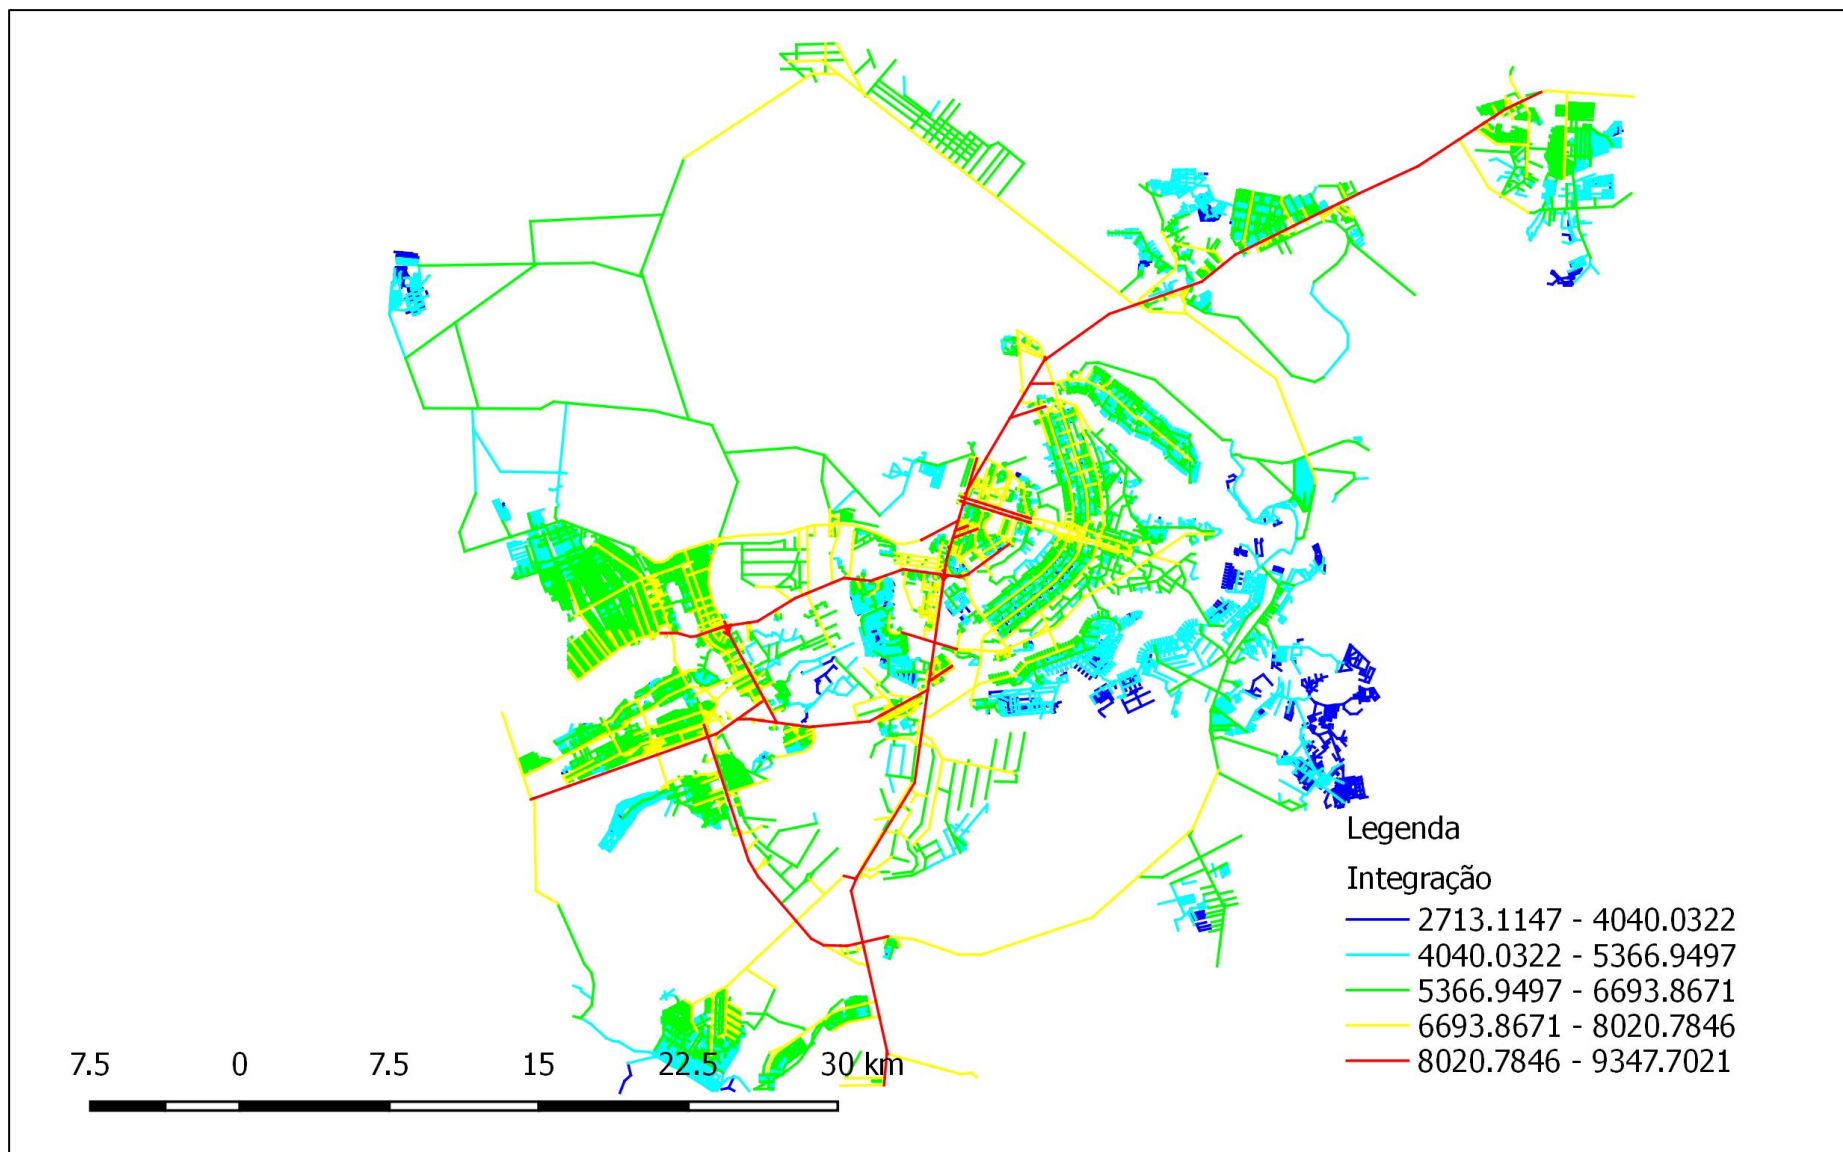 Legenda
Integração
2713.1147 - 4040.0322
4040.0322 - 5366.9497
5366.9497 - 6693.8671
6693.8671 - 8020.7846
8020.7846 - 9347.7021
7.5 0 7.5 15 22.5 30 km